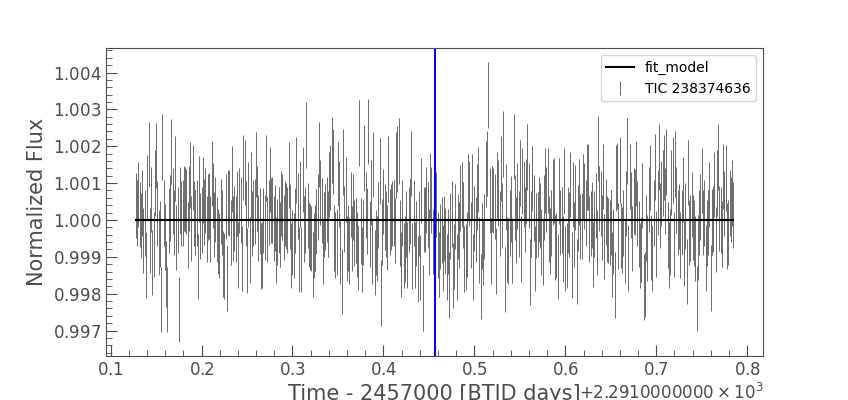 1.004
1.003
1.002
1.001
1.000
0.999
0.998
0.997
Normalized Flux
fit_model
TIC 238374636
0.1 0.2 0.3 0.4 0.5 0.6 0.7 0.8
Time - 2457000 [BTJD days]
+2.2910000000 × 10³